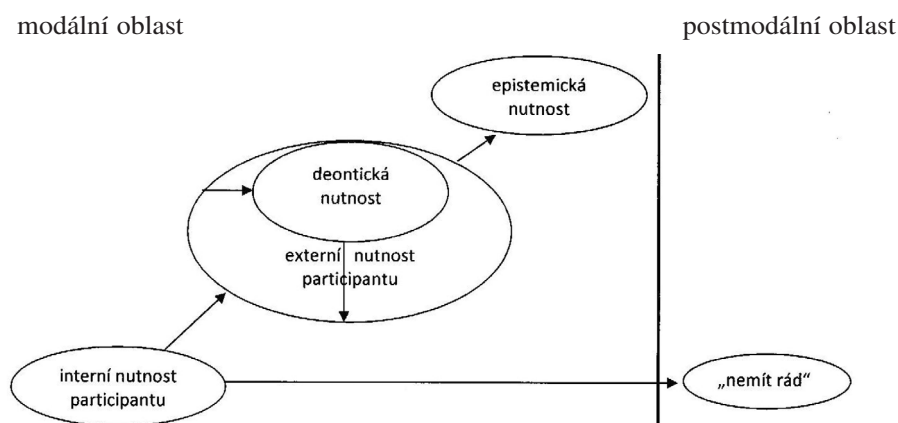 modální oblast
postmodální oblast
epistemická
nutnost
deontická
nutnost
externí nutnost
participantu
interní nutnost
participantu
„nemít rád“